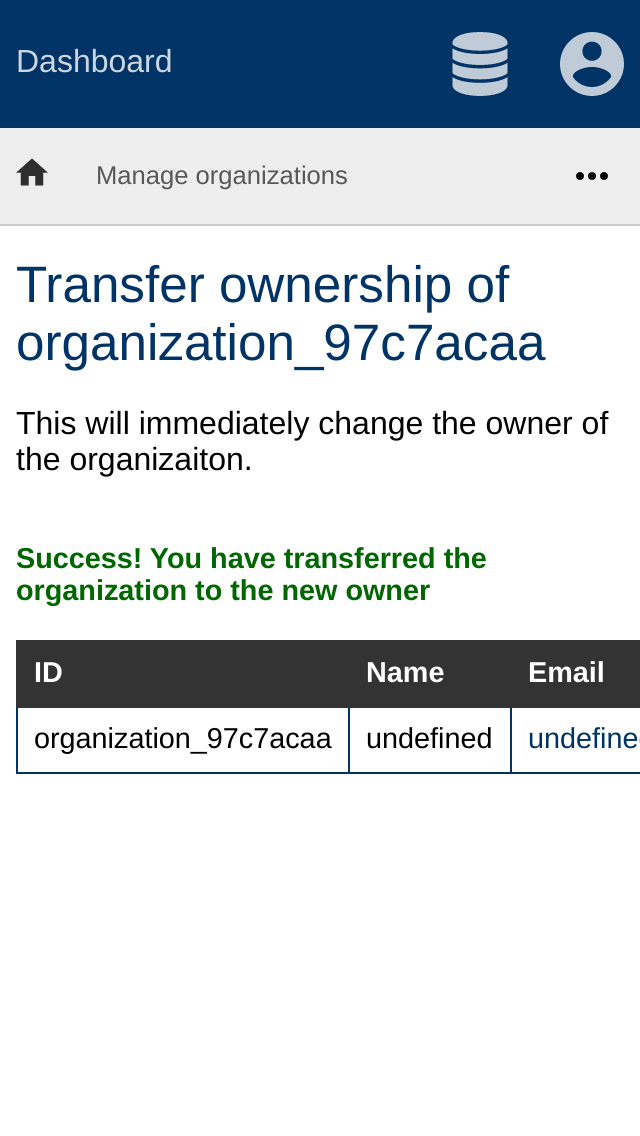 Dashboard
Manage organizations
Transfer ownership of
organization_97c7acaa
This will immediately change the owner of
the organizaiton.
Success! You have transferred the
organization to the new owner
ID Name Email
organization_97c7acaa undefined undefine